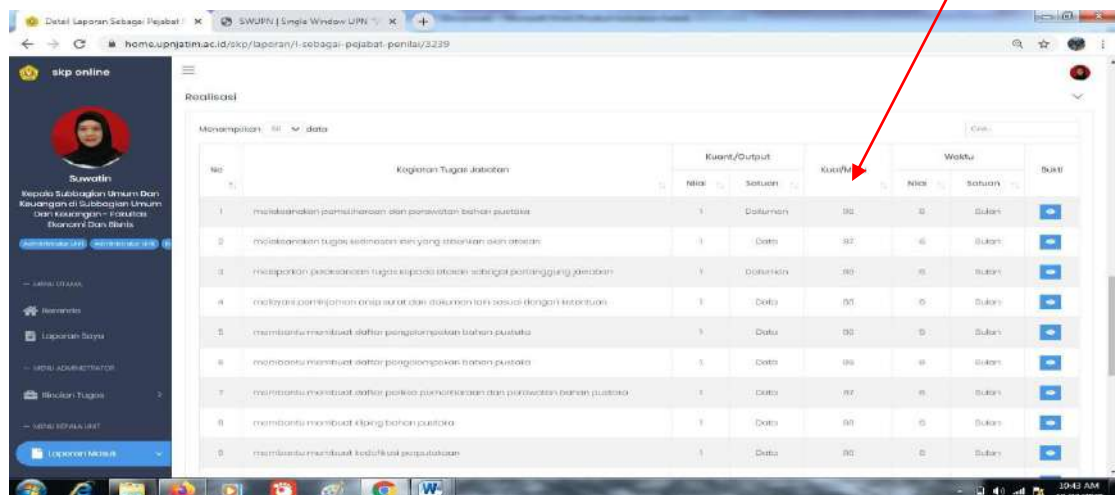 Detail Laporan Sebagai Pejabat
SWUPN | Single Window UPN
home.upnjatim.ac.id/skp/laporan/l-sebagai-pejabat-penilai/3239
skp online
Realisasi
Menampilkan
data
Cari...
No
Kegiatan Tugas Jabatan
Kuant./Output
Nilai
Satuan
Kual/M
Waktu
Nilai
Satuan
Bukti
Suwatin
Kepala Subbagian Umum Dan
Keuangan di Subbagian Umum
Dan Keuangan - Fakultas
Ekonomi Dan Bisnis
1 melaksanakan pemeliharaan dan perawatan bahan pustaka 1 Dokumen Bulan
2 melaksanakan tugas kedinasan lain yang diberikan oleh atasan 1 Data 87 6 Bulan
3 melaporkan pelaksanaan tugas kepada atasan sebagai pertanggung jawaban 1 Dokumen Bulan
4 melayani peminjaman arsip surat dan dokumen lain sesuai dengan ketentuan 1 Data Bulan
5 membantu membuat daftar pengelompokan bahan pustaka 1 Data Bulan
6 membantu membuat daftar pengelompokan bahan pustaka 1 Data Bulan
7 membantu membuat daftar periksa pemeliharaan dan perawatan bahan pustaka 1 Data 87 Bulan
8 membantu membuat kliping bahan pustaka 1 Data Bulan
9 membantu membuat kodefikasi perpustakaan 1 Data Bulan
MENU UTAMA
Beranda
Laporan Saya
MENU ADMINISTRATOR
Rincian Tugas
MENU KEPALA UNIT
Laporan Masuk
10:43 AM